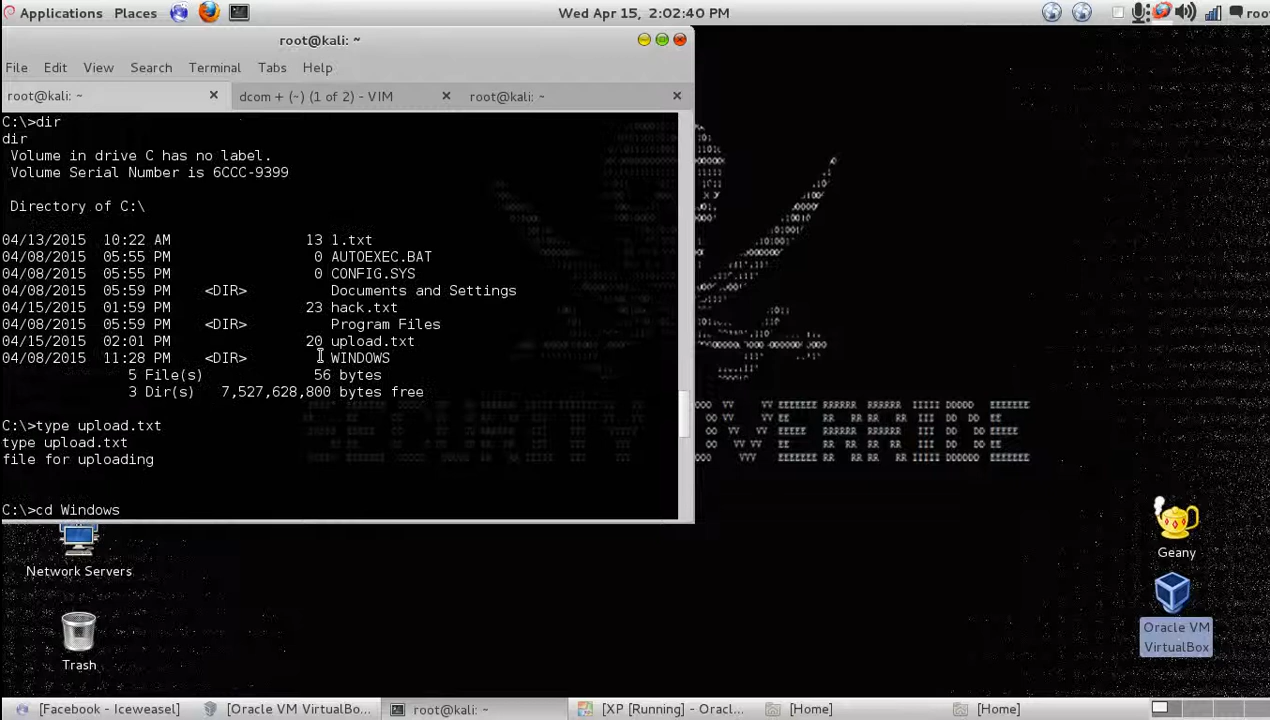 Applications Places Wed Apr 15, 2:02:40 PM roo
root@kali: ~
File Edit View Search Terminal Tabs Help
root@kali: ~ dcom + (~) (1 of 2) - VIM root@kali: ~
C:\>dir
dir
Volume in drive C has no label.
Volume Serial Number is 6CCC-9399
Directory of C:\
04/13/2015 10:22 AM 13 1.txt
04/08/2015 05:55 PM 0 AUTOEXEC.BAT
04/08/2015 05:55 PM 0 CONFIG.SYS
04/08/2015 05:59 PM <DIR> Documents and Settings
04/15/2015 01:59 PM 23 hack.txt
04/08/2015 05:59 PM <DIR> Program Files
04/15/2015 02:01 PM 20 upload.txt
04/08/2015 11:28 PM <DIR> WINDOWS
5 File(s) 56 bytes
3 Dir(s) 7,527,628,800 bytes free
C:\>type upload.txt
type upload.txt
file for uploading
C:\>cd Windows
SECURITY OVERRIDE
Network Servers
Trash
Geany
Oracle VM
VirtualBox
[Facebook - Iceweasel] [Oracle VM VirtualBo... root@kali: ~ [XP [Running] - Oracl... [Home] [Home]